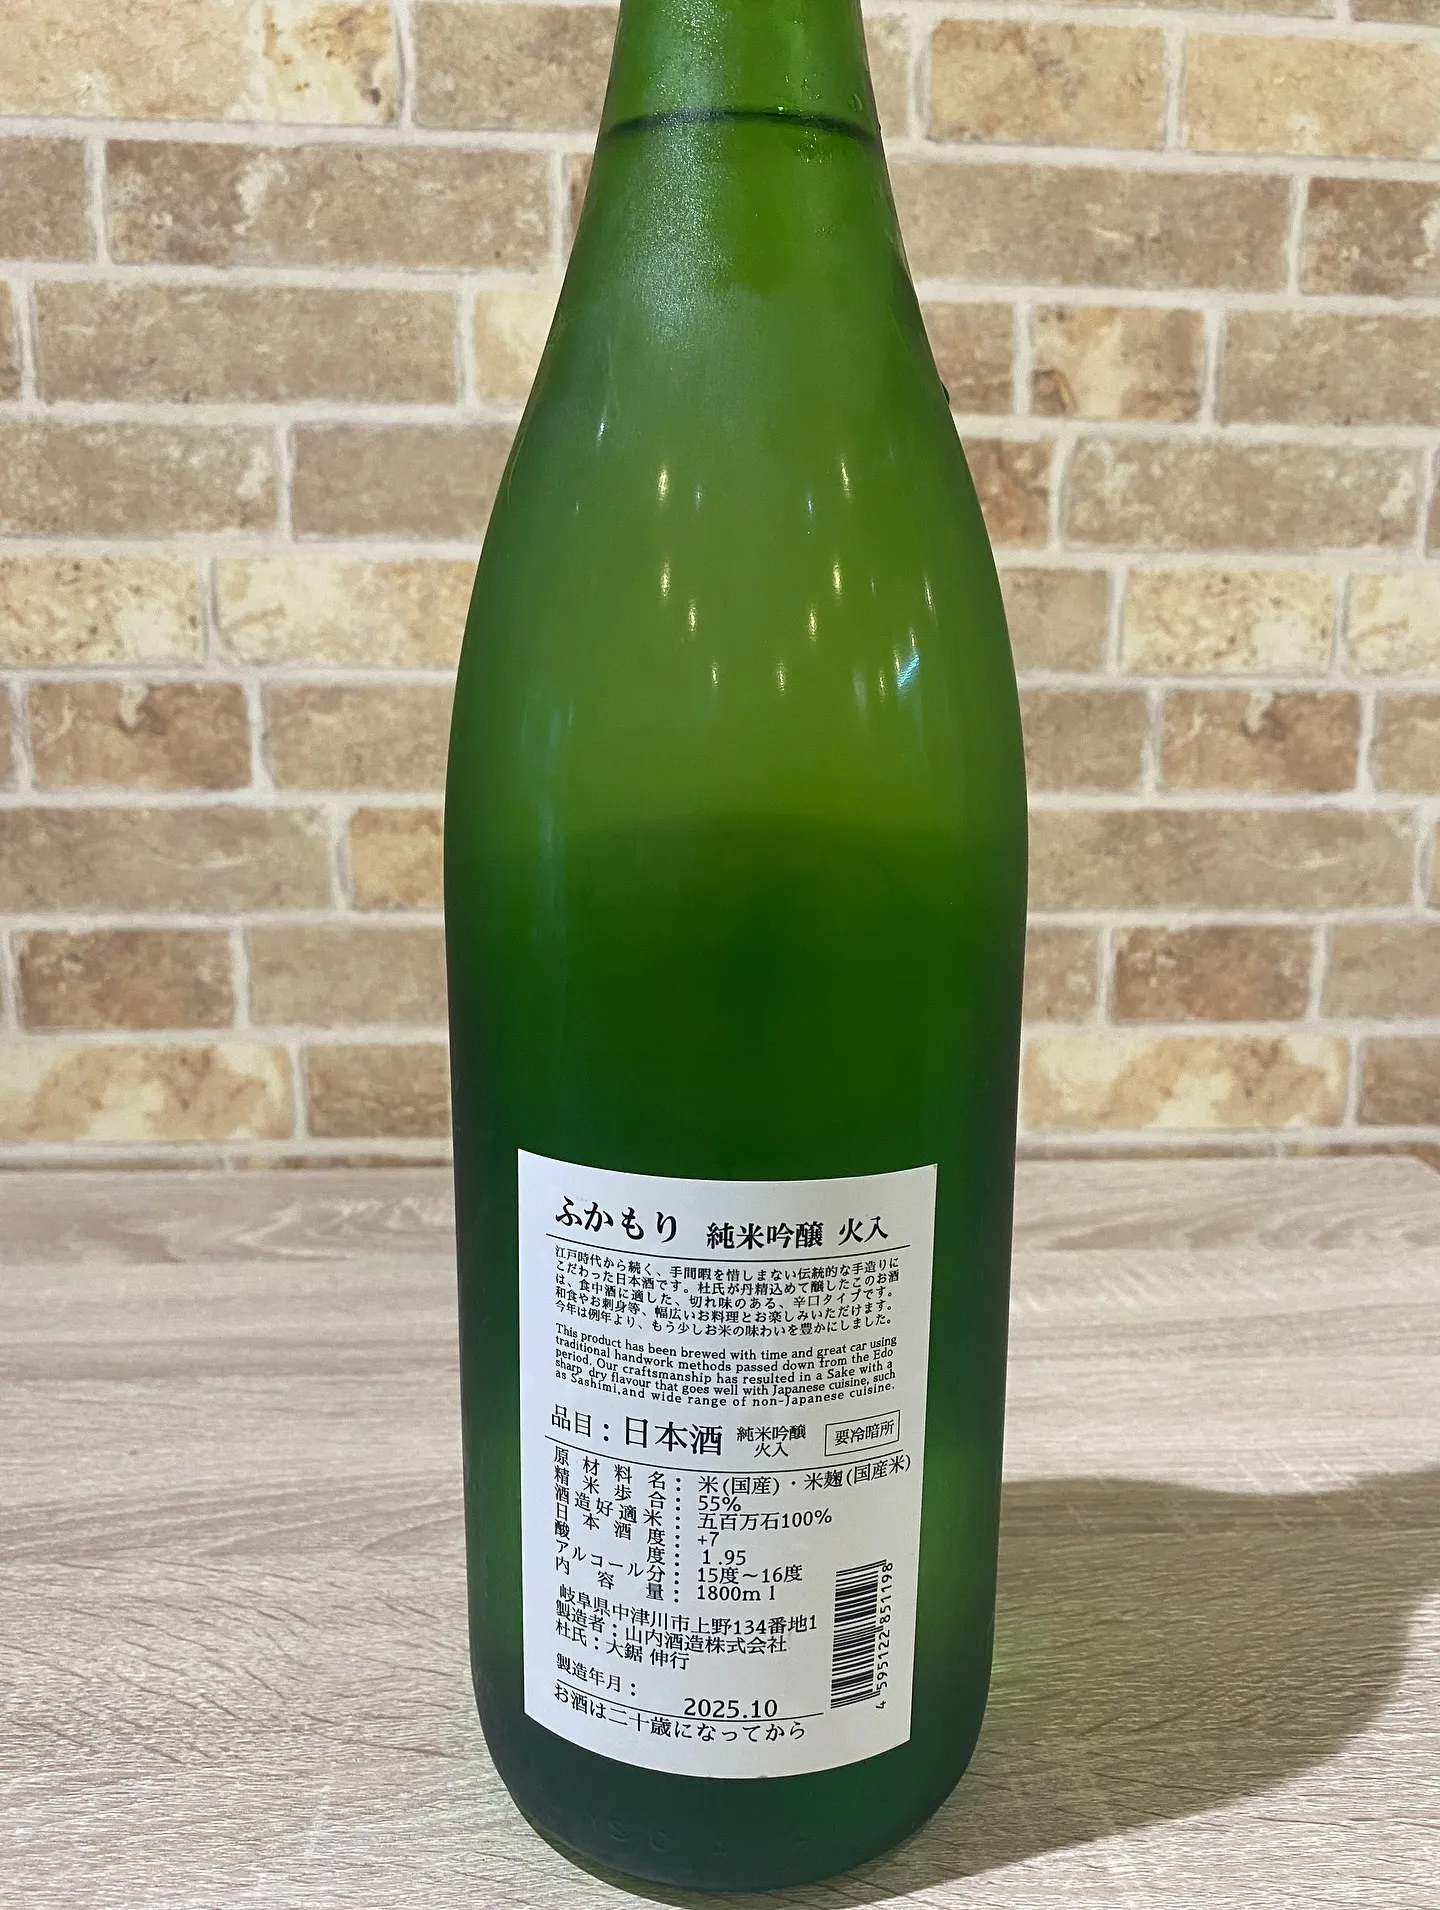 ふかもり 純米吟醸 火入
江戸時代から続く、手間暇を惜しまない伝統的な手造りに
こだわった日本酒です。杜氏が丹精込めて醸したこのお酒
は、食中酒に適した、切れ味のある、辛口タイプです。
和食やお刺身等、幅広いお料理とお楽しみいただけます。
今年は例年より、もう少しお米の味わいを豊かにしました。
This product has been brewed with time and great car using
traditional handwork methods passed down from the Edo
period. Our craftsmanship has resulted in a Sake with a
sharp dry flavour that goes well with Japanese cuisine, such
as Sashimi,and wide range of non-Japanese cuisine.
品目：日本酒 純米吟醸 火入 要冷暗所
原材料名：米(国産)・米麹(国産米)
精米歩合：55%
酒造好適米：五百万石100%
日本酒度：+7
酸度：1.95
アルコール分：15度～16度
内容量：1800ml
岐阜県中津川市上野134番地1
製造者：山内酒造株式会社
杜氏：大鋸 伸行
製造年月：2025.10
お酒は二十歳になってから
4 595122 851198